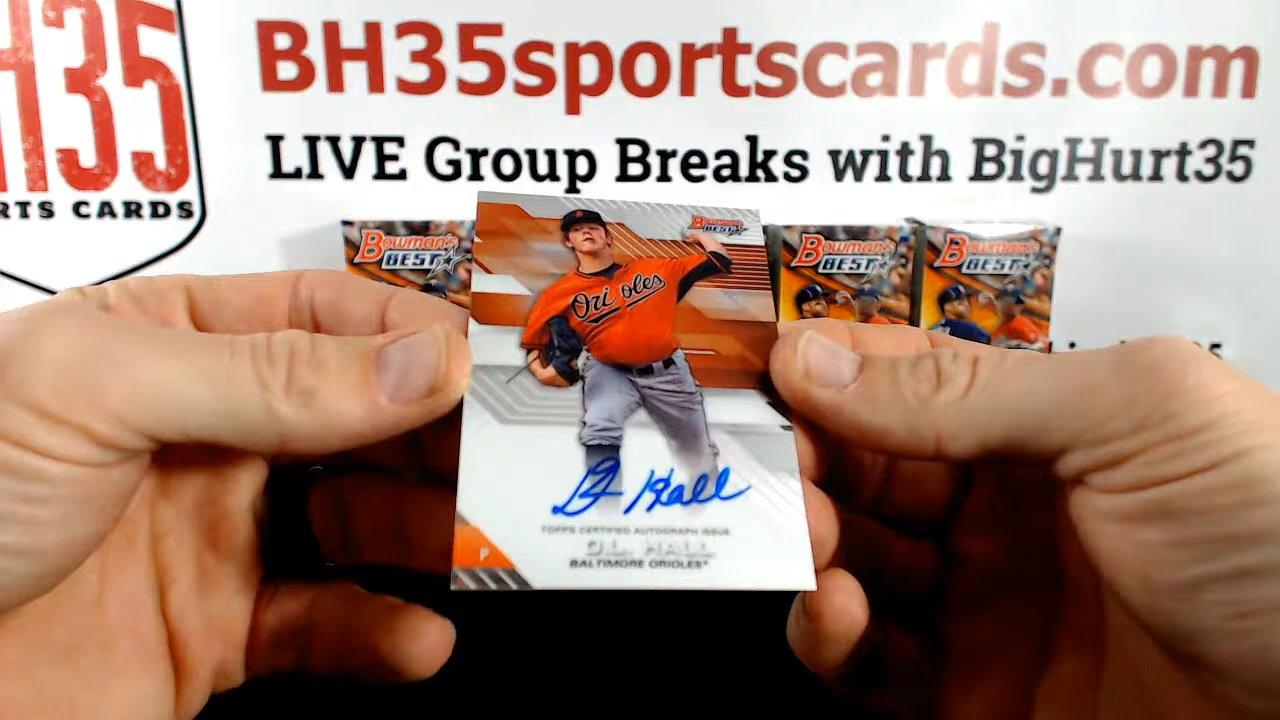 H35
RTS CARDS
BH35sportscards.com
LIVE Group Breaks with BigHurt35
Bowman's
BEST
Bowman's
BEST
Bowman's
BEST
Bowman's
BEST
Orioles
D Hall
TOPPS CERTIFIED AUTOGRAPH ISSUE
P
D.L. HALL
BALTIMORE ORIOLES